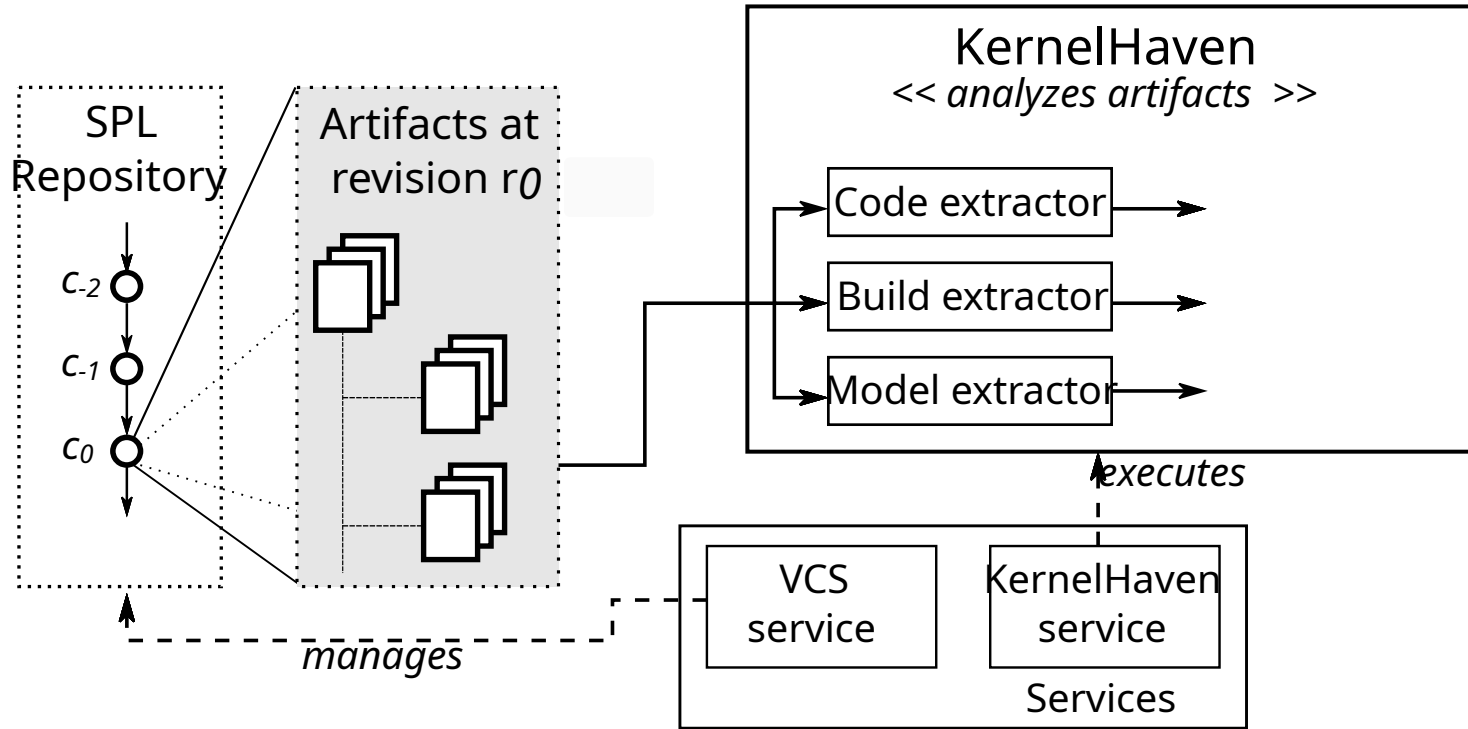 SPL
Repository
c-2
c-1
c0
Artifacts at
revision r0
KernelHaven
<< analyzes artifacts >>
Code extractor
Build extractor
Model extractor
executes
manages
VCS
service
KernelHaven
service
Services